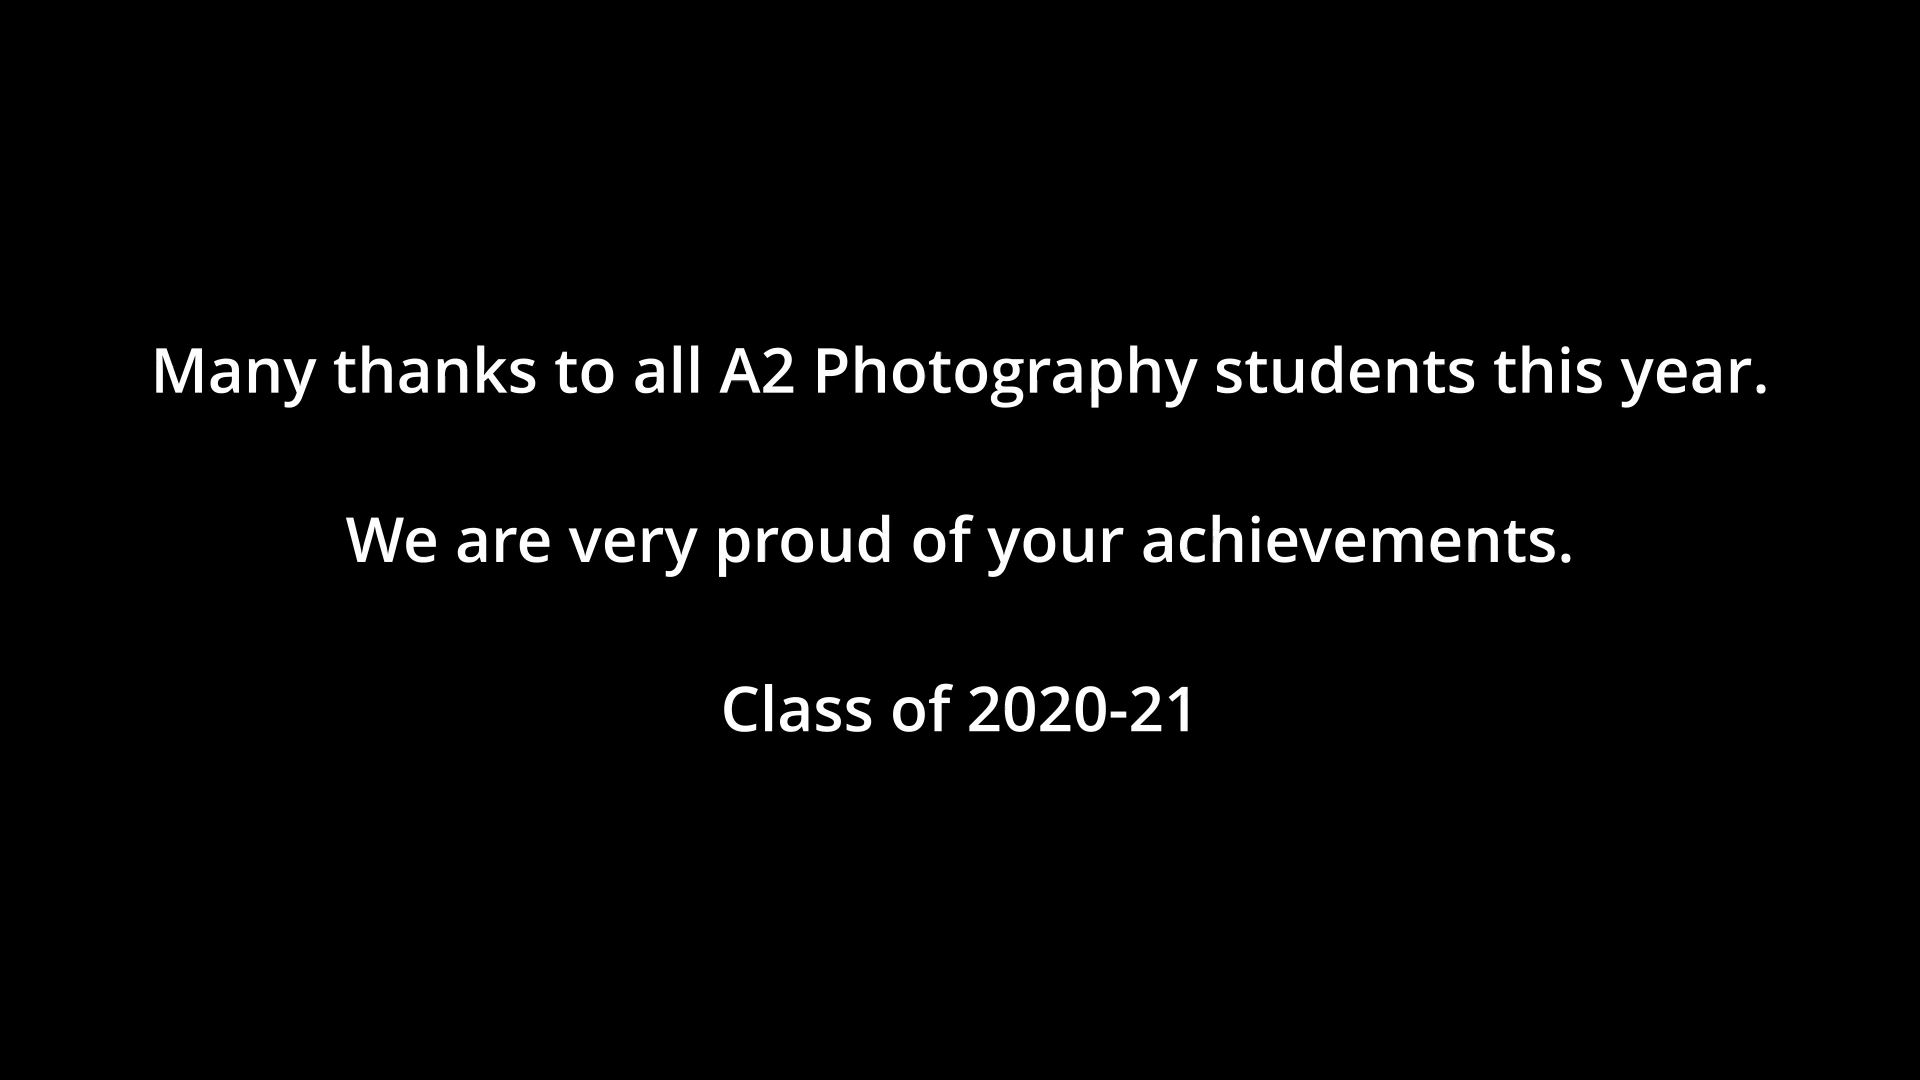 Many thanks to all A2 Photography students this year.
We are very proud of your achievements.
Class of 2020-21